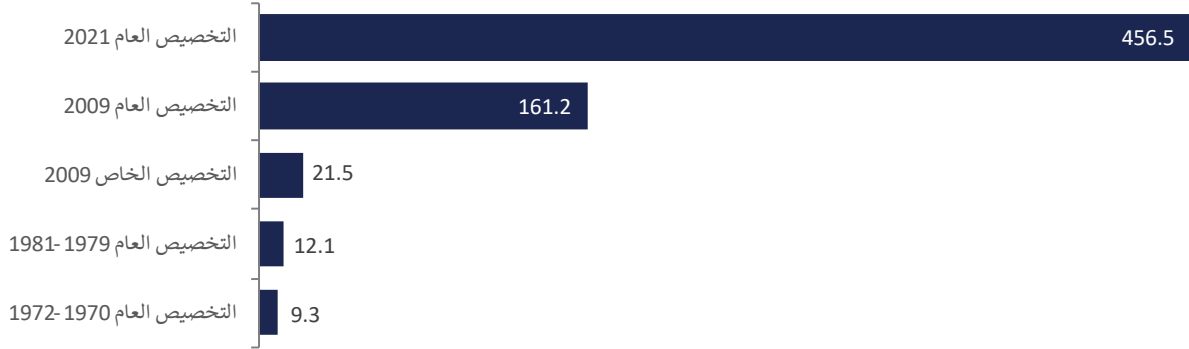 التخصيص العام 2021
456.5
التخصيص العام 2009
161.2
التخصيص الخاص 2009
21.5
التخصيص العام 1979-1981
12.1
التخصيص العام 1970-1972
9.3